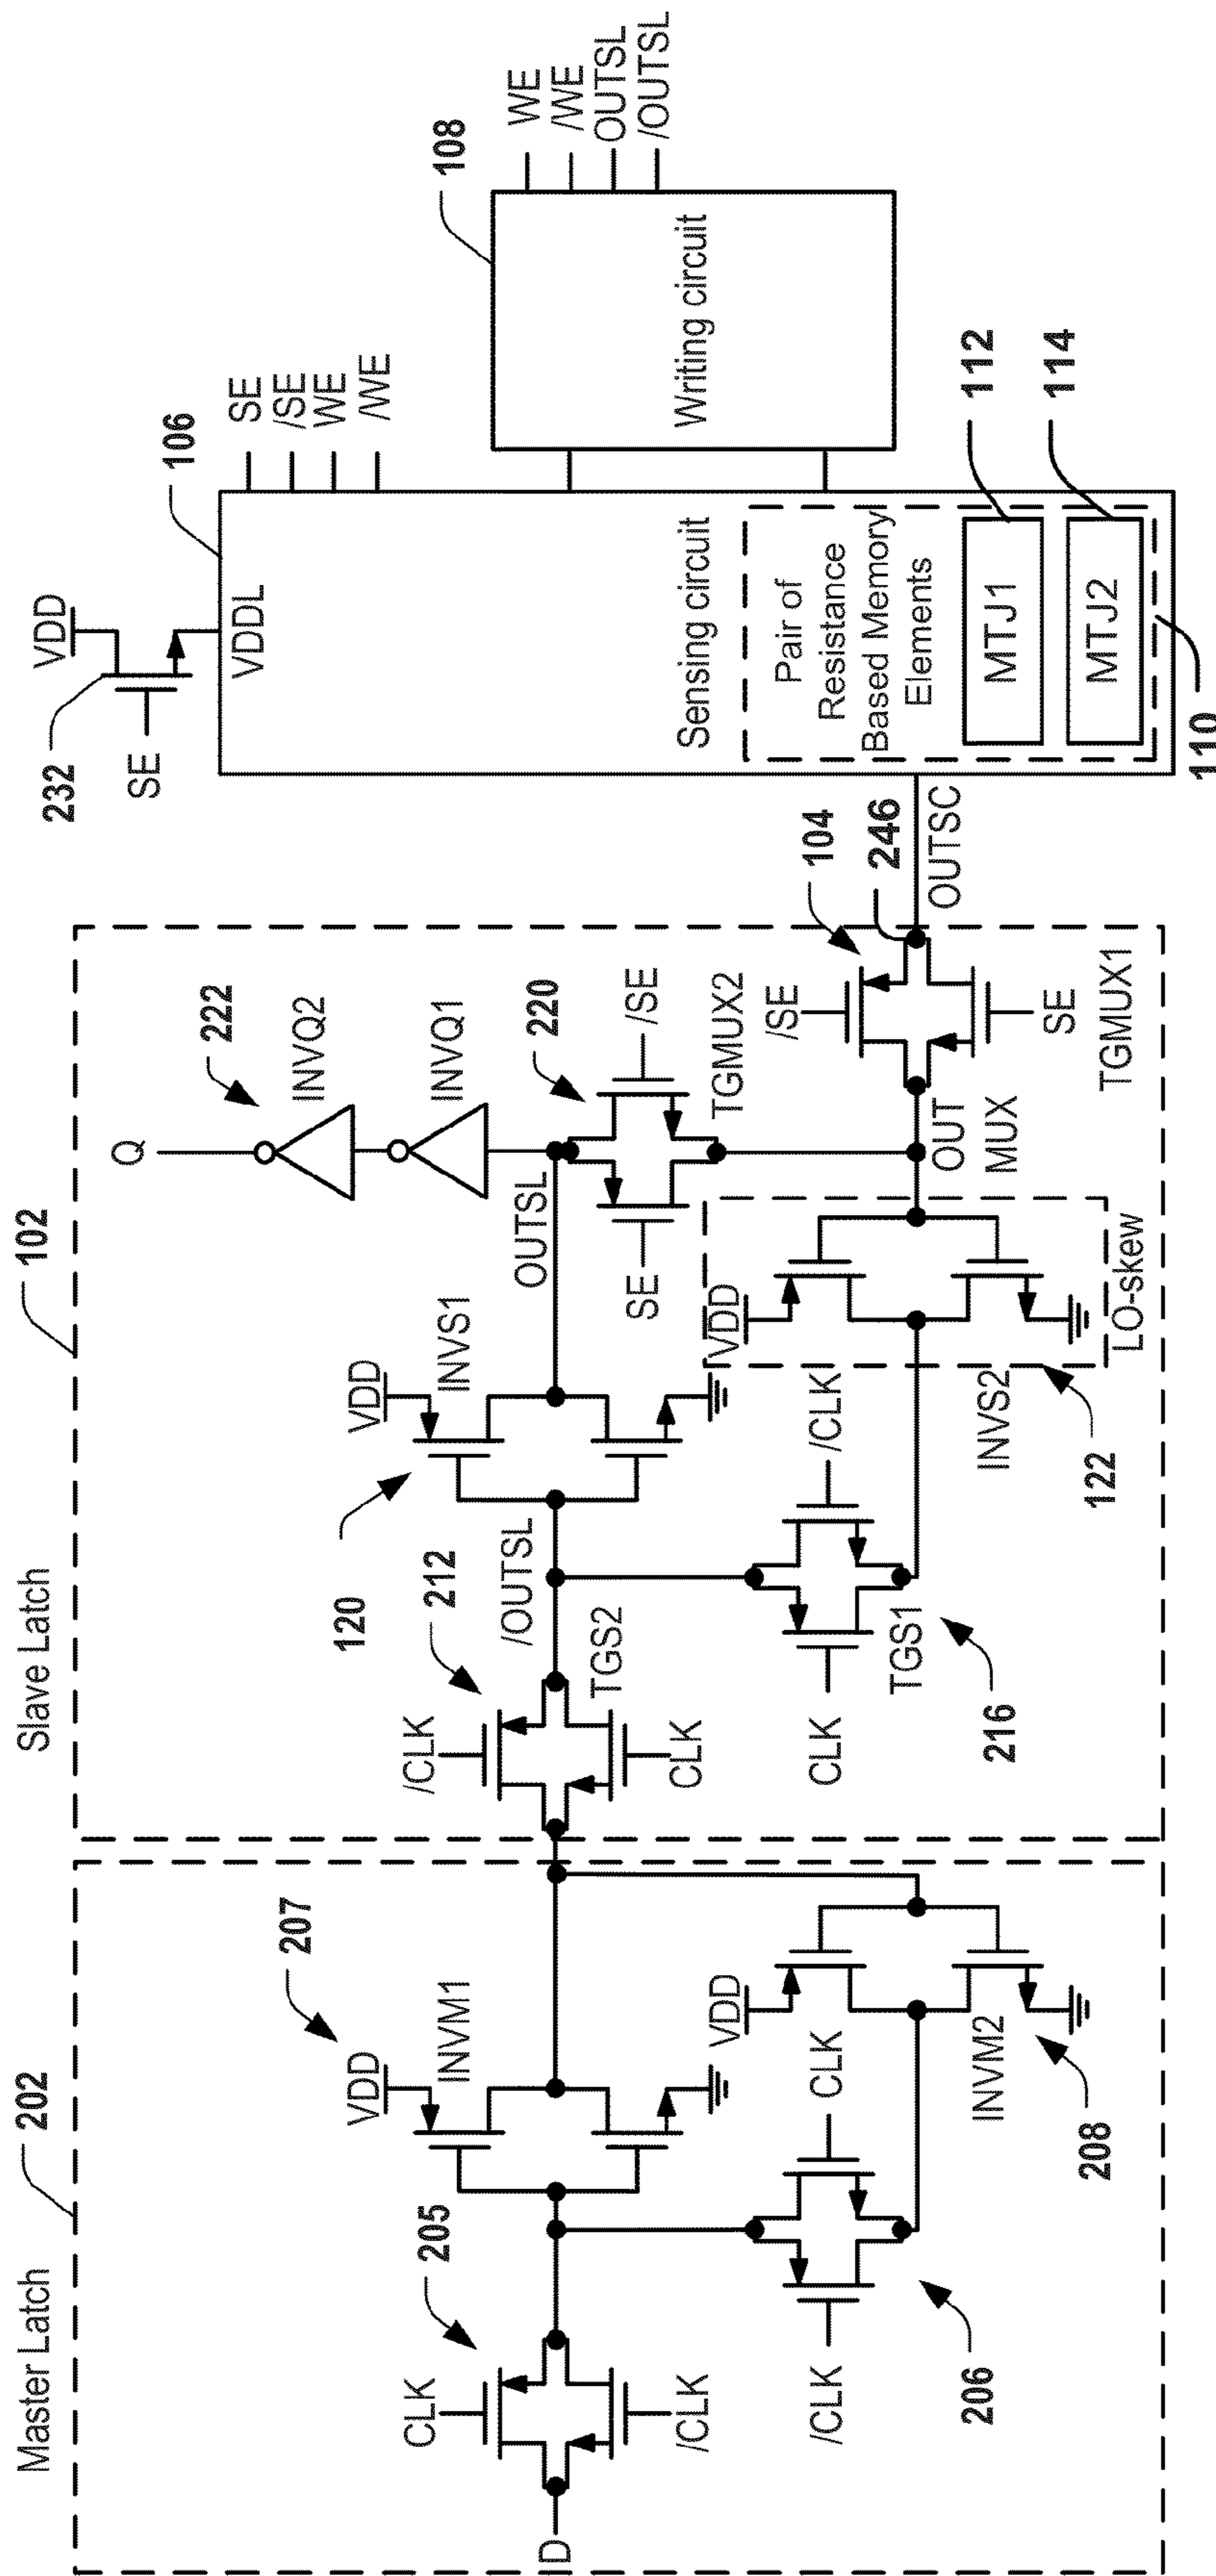 Master Latch
202
D
CLK
/CLK
205
VDD
INVM1
207
/CLK
CLK
206
VDD
INVM2
208
Slave Latch
102
/CLK
CLK
212
TGS2
/OUTSL
120
VDD
INVS1
OUTSL
CLK
/CLK
TGS1
216
VDD
INVS2
122
LO-skew
Q
222
INVQ2
INVQ1
SE
/SE
220
TGMUX2
OUT
MUX
/SE
SE
104
TGMUX1
246
OUTSC
VDD
232
SE
VDDL
106
SE
/SE
WE
/WE
Sensing circuit
Pair of
Resistance
Based Memory
Elements
MTJ1
MTJ2
112
114
110
108
Writing circuit
WE
/WE
OUTSL
/OUTSL